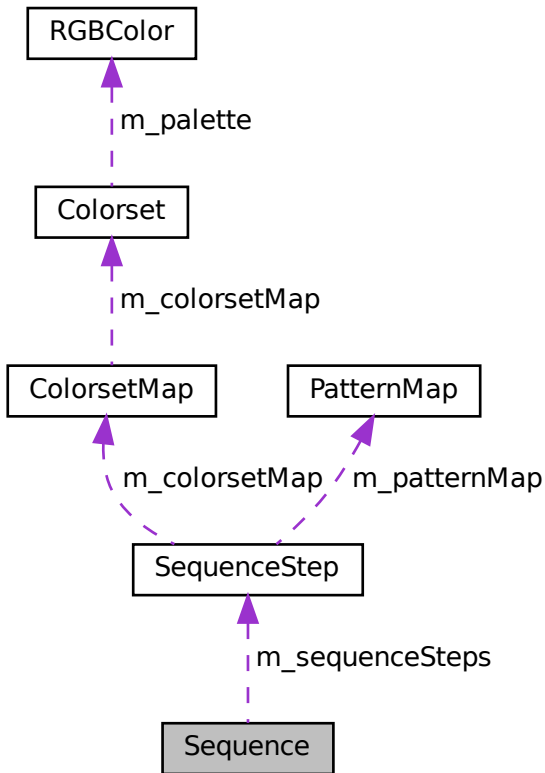 RGBColor
m_palette
Colorset
m_colorsetMap
ColorsetMap
PatternMap
m_colorsetMap
m_patternMap
SequenceStep
m_sequenceSteps
Sequence